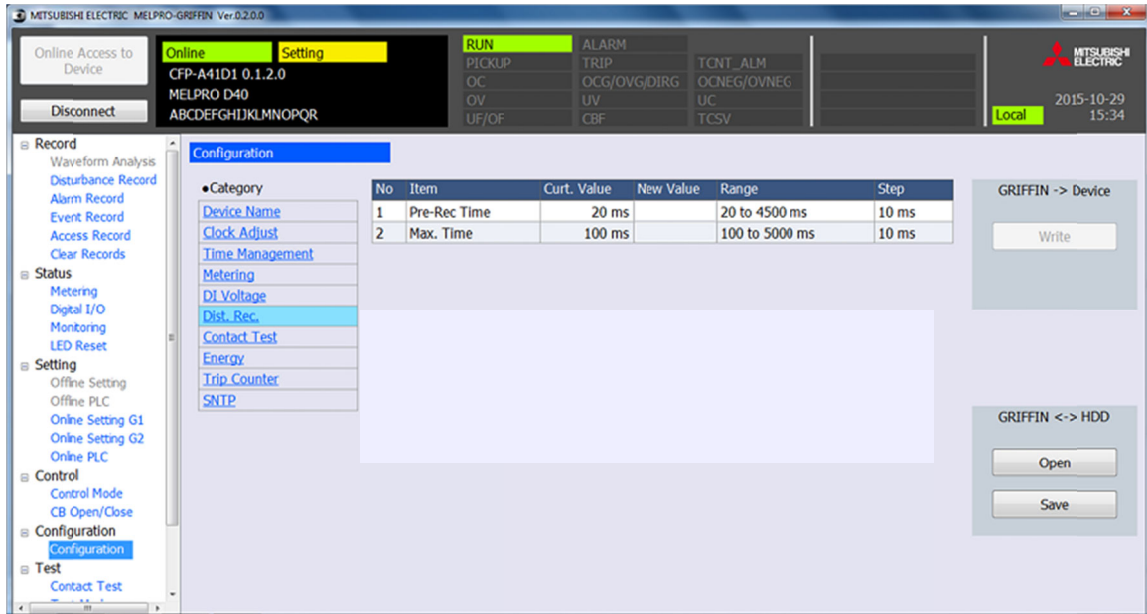 MITSUBISHI ELECTRIC MELPRO-GRIFFIN Ver.0.2.0.0
Online Access to
Device
Disconnect
Online Setting
CFP-A41D1 0.1.2.0
MELPRO D40
ABCDEFGHIJKLMNOPQR
RUN ALARM
PICKUP TRIP TCNT_ALM
OC OCG/OVG/DIRG OCNEG/OVNEG
OV UV UC
UF/OF CBF TCSV
MITSUBISHI
ELECTRIC
2015-10-29
Local 15:34
Record
Waveform Analysis
Disturbance Record
Alarm Record
Event Record
Access Record
Clear Records
Status
Metering
Digital I/O
Monitoring
LED Reset
Setting
Offline Setting
Offline PLC
Online Setting G1
Online Setting G2
Online PLC
Control
Control Mode
CB Open/Close
Configuration
Configuration
Test
Contact Test
Configuration
●Category
Device Name
Clock Adjust
Time Management
Metering
DI Voltage
Dist. Rec.
Contact Test
Energy
Trip Counter
SNTP
No Item Curt. Value New Value Range Step
1 Pre-Rec Time 20 ms 20 to 4500 ms 10 ms
2 Max. Time 100 ms 100 to 5000 ms 10 ms
GRIFFIN -> Device
Write
GRIFFIN <-> HDD
Open
Save